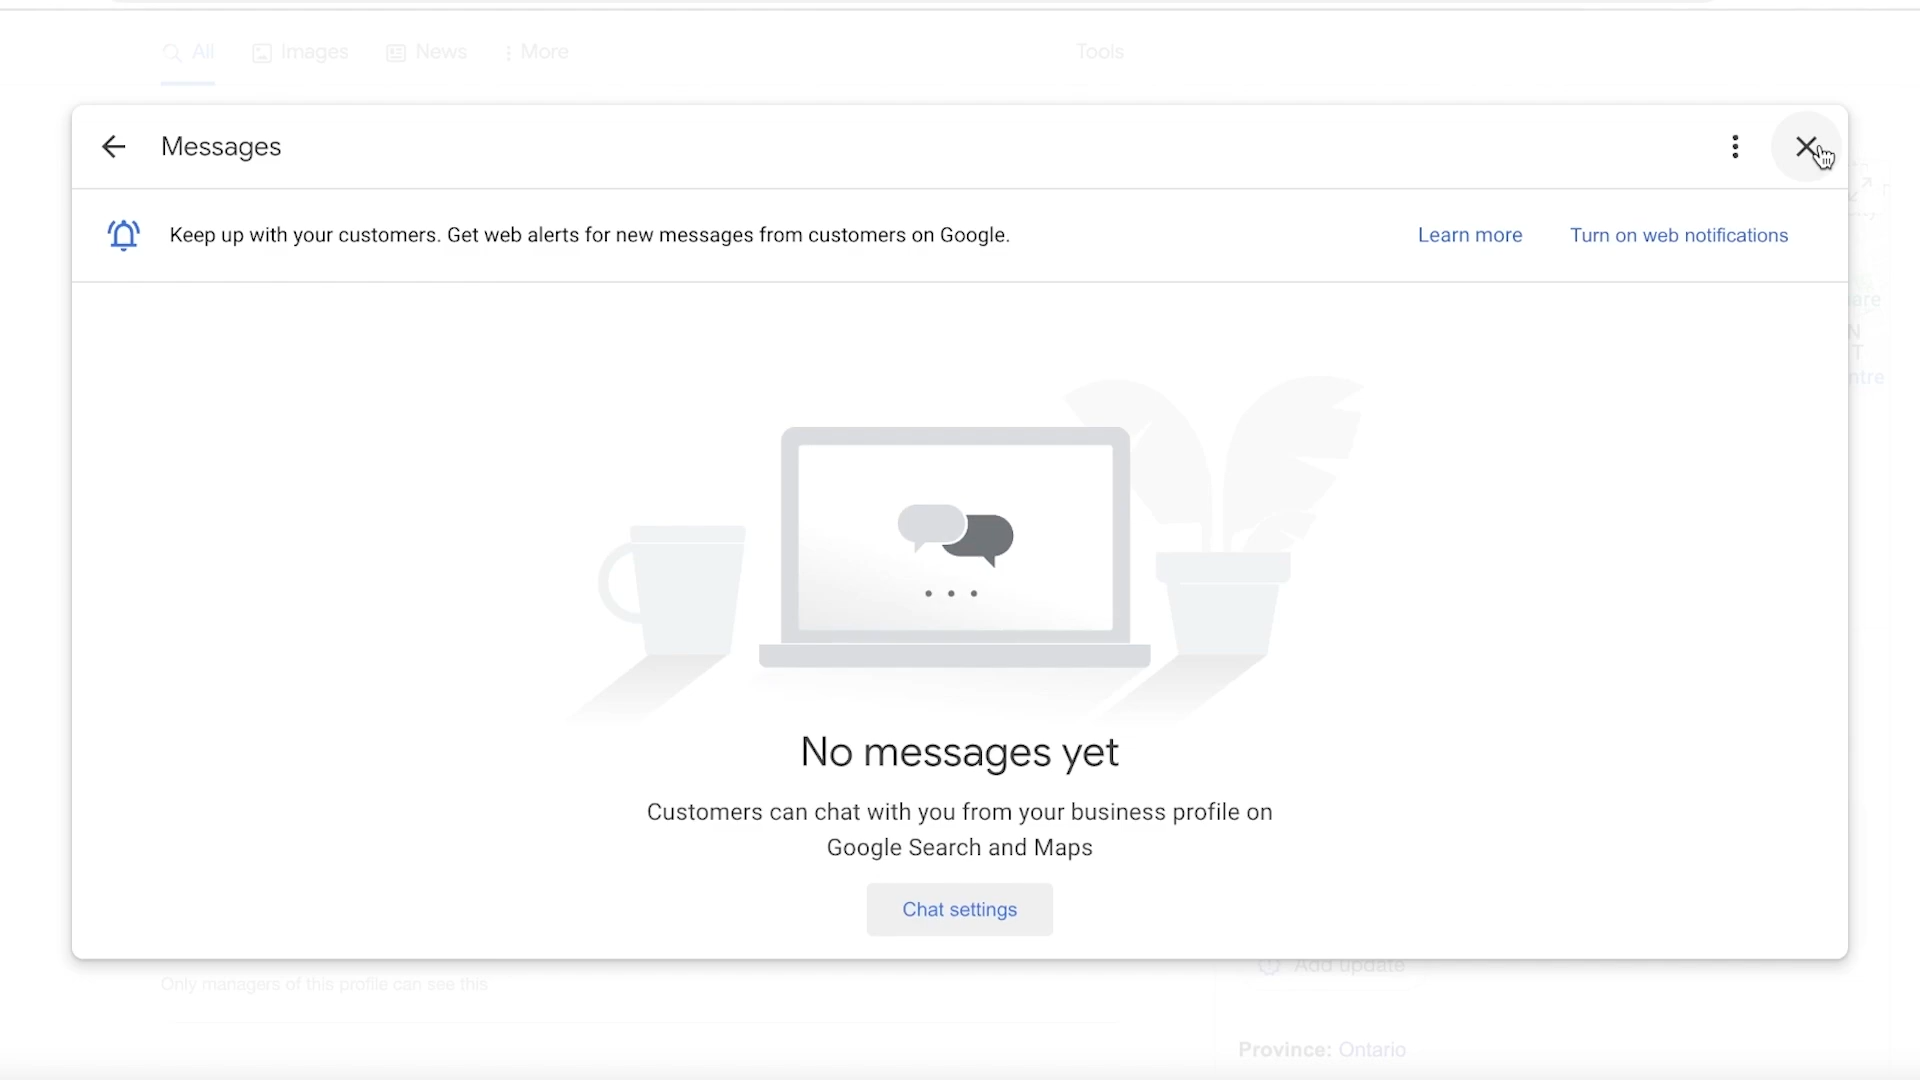 All Images News More Tools
Messages
Keep up with your customers. Get web alerts for new messages from customers on Google. Learn more Turn on web notifications
No messages yet
Customers can chat with you from your business profile on
Google Search and Maps
Chat settings
Add update
Only managers of this profile can see this
Province: Ontario